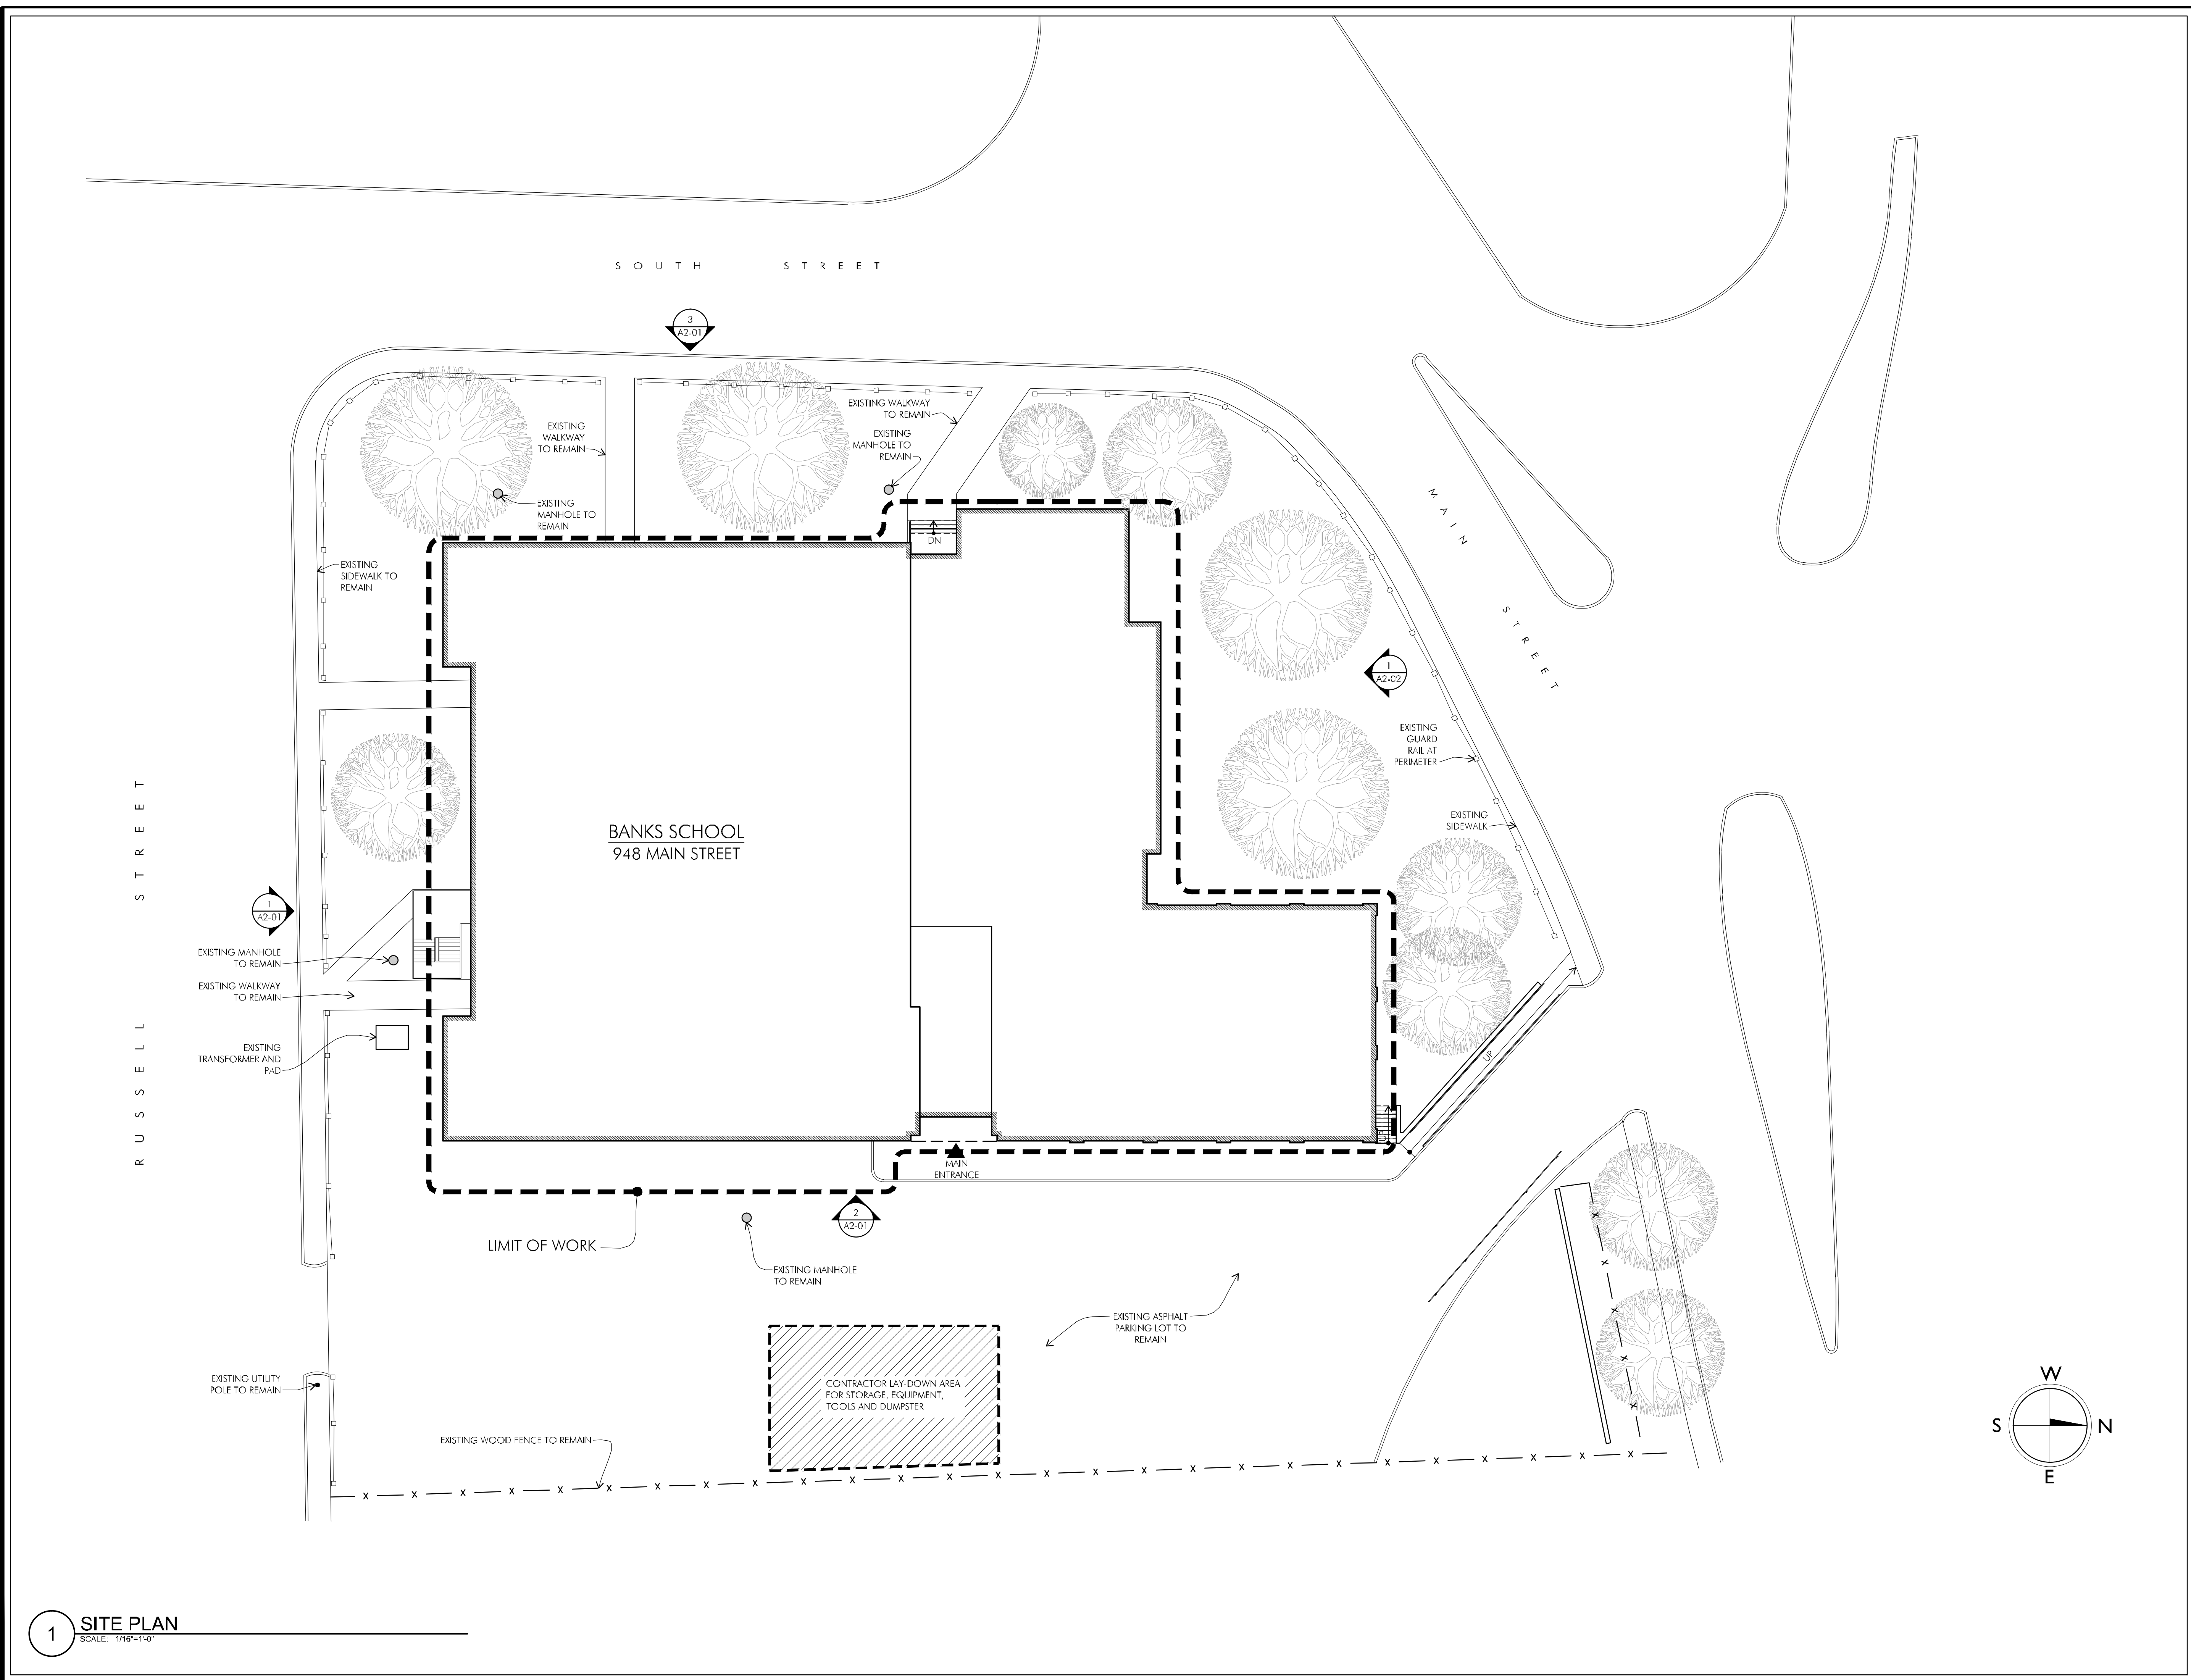 SOUTH STREET
3
A2-01
EXISTING WALKWAY
TO REMAIN
EXISTING
MANHOLE TO
REMAIN
EXISTING
WALKWAY
TO REMAIN
EXISTING
MANHOLE TO
REMAIN
DN
EXISTING
SIDEWALK TO
REMAIN
MAIN STREET
1
A2-02
EXISTING
GUARD
RAIL AT
PERIMETER
EXISTING
SIDEWALK
BANKS SCHOOL
948 MAIN STREET
RUSSELL STREET
1
A2-01
EXISTING MANHOLE
TO REMAIN
EXISTING WALKWAY
TO REMAIN
EXISTING
TRANSFORMER AND
PAD
UP
UP
MAIN
ENTRANCE
2
A2-01
LIMIT OF WORK
EXISTING MANHOLE
TO REMAIN
EXISTING ASPHALT
PARKING LOT TO
REMAIN
CONTRACTOR LAY-DOWN AREA
FOR STORAGE, EQUIPMENT,
TOOLS AND DUMPSTER
EXISTING UTILITY
POLE TO REMAIN
EXISTING WOOD FENCE TO REMAIN
W
S N
E
1
SITE PLAN
SCALE: 1/16"=1'-0"